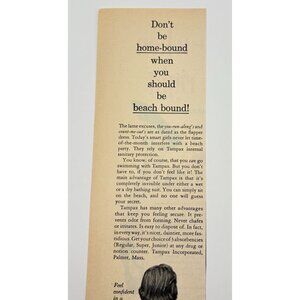 Don't
be
home-bound
when
you
should
be
beach bound!
The lame excuses, the you-run-along's and
count-me-out's are as dated as the flapper
dress. Today's smart girls never let time-
of-the-month interfere with a beach
party. They rely on Tampax internal
sanitary protection.
You know, of course, that you can go
swimming with Tampax. But you don't
have to, if you don't feel like it! The
main advantage of Tampax is that it's
completely invisible under either a wet
or a dry bathing suit. You can simply sit
on the beach, and no one will guess
your secret.
Tampax has many other advantages
that keep you feeling secure. It pre-
vents odor from forming. Never chafes
or irritates. Is easy to dispose of. In fact,
in every way, it's nicer, daintier, more fas-
tidious. Get your choice of 3 absorbencies
(Regular, Super, Junior) at any drug or
notion counter. Tampax Incorporated,
Palmer, Mass.
Feel
confident
in a